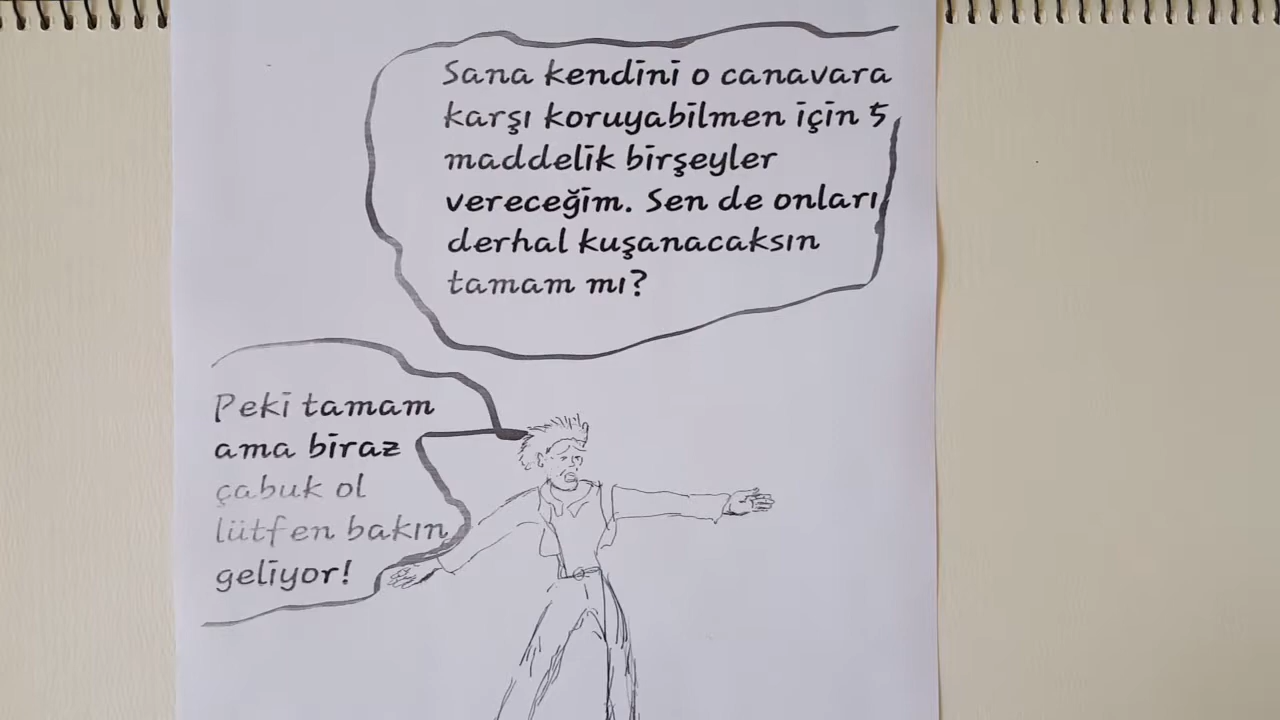 Sana kendini o canavara
karşı koruyabilmen için 5
maddelik birşeyler
vereceğim. Sen de onları
derhal kuşanacaksın
tamam mı?
Peki tamam
ama biraz
çabuk ol
lütfen bakın
geliyor!